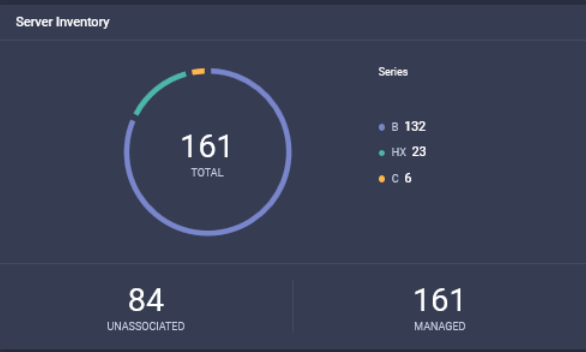 Server Inventory
Series
161
TOTAL
B 132
HX 23
C 6
84
UNASSOCIATED
161
MANAGED